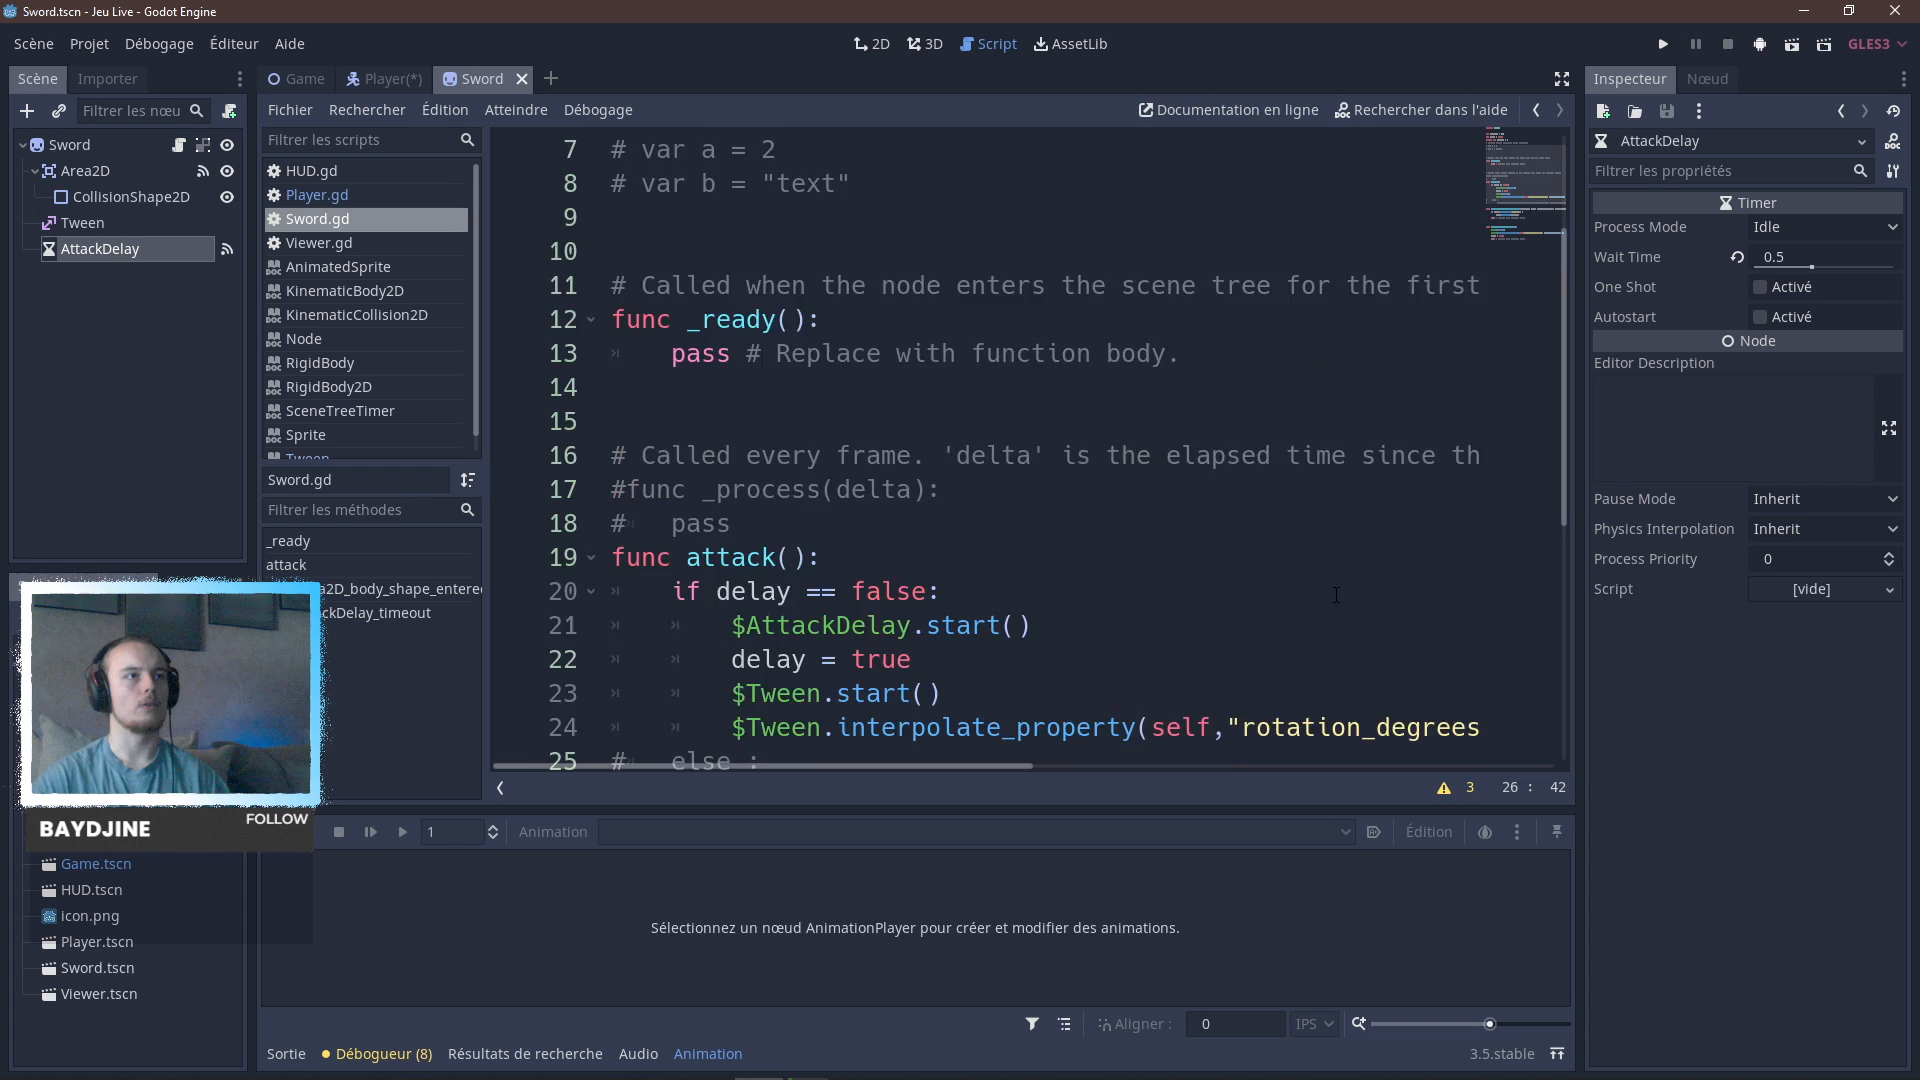 Sword.tscn - Jeu Live - Godot Engine
Scène Projet Débogage Éditeur Aide
2D 3D Script AssetLib
GLES3
Scène Importer
Filtrer les nœu
Sword
Area2D
CollisionShape2D
Tween
AttackDelay
Game Player(*) Sword
Fichier Rechercher Édition Atteindre Débogage
Documentation en ligne Rechercher dans l'aide
Filtrer les scripts
HUD.gd
Player.gd
Sword.gd
Viewer.gd
AnimatedSprite
KinematicBody2D
KinematicCollision2D
Node
RigidBody
RigidBody2D
SceneTreeTimer
Sprite
Tween
Sword.gd
Filtrer les méthodes
_ready
attack
a2D_body_shape_entered
ckDelay_timeout
7 # var a = 2
8 # var b = "text"
9
10
11 # Called when the node enters the scene tree for the first
12 func _ready():
13 pass # Replace with function body.
14
15
16 # Called every frame. 'delta' is the elapsed time since th
17 #func _process(delta):
18 # pass
19 func attack():
20 if delay == false:
21 $AttackDelay.start()
22 delay = true
23 $Tween.start()
24 $Tween.interpolate_property(self,"rotation_degrees
25 # else :
3 26 : 42
BAYDJINE
FOLLOW
Game.tscn
HUD.tscn
icon.png
Player.tscn
Sword.tscn
Viewer.tscn
1 Animation Édition
Sélectionnez un nœud AnimationPlayer pour créer et modifier des animations.
Aligner : 0 IPS
Sortie Débogueur (8) Résultats de recherche Audio Animation
3.5.stable
Inspecteur Nœud
AttackDelay
Filtrer les propriétés
Timer
Process Mode Idle
Wait Time 0.5
One Shot Activé
Autostart Activé
Node
Editor Description
Pause Mode Inherit
Physics Interpolation Inherit
Process Priority 0
Script [vide]